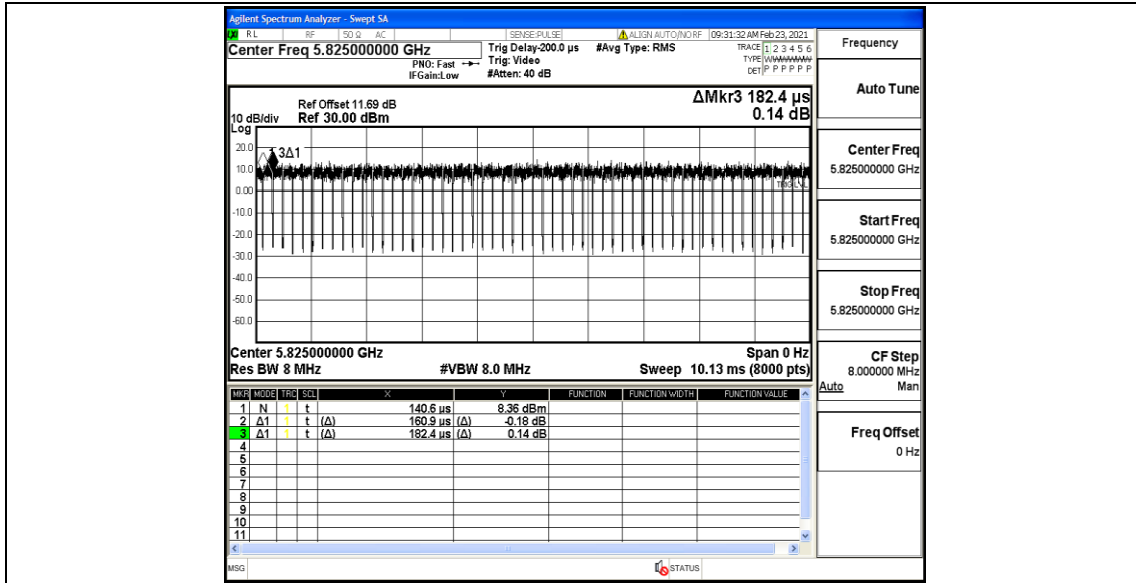 Agilent Spectrum Analyzer - Swept SA
RL RF 50 Ω AC SENSE:PULSE ALIGN AUTO/NO RF 09:31:32 AM Feb 23, 2021
Center Freq 5.825000000 GHz
PNO: Fast
IFGain:Low
Trig Delay-200.0 µs
Trig: Video
#Atten: 40 dB
#Avg Type: RMS
TRACE 1 2 3 4 5 6
TYPE
DET P P P P P P
ΔMkr3 182.4 µs
0.14 dB
Ref Offset 11.69 dB
10 dB/div Ref 30.00 dBm
Log
20.0
10.0
0.00
-10.0
-20.0
-30.0
-40.0
-50.0
-60.0
3Δ1
TRIG LVL
Center 5.825000000 GHz Span 0 Hz
Res BW 8 MHz #VBW 8.0 MHz Sweep 10.13 ms (8000 pts)
MKR MODE TRC SCL X Y FUNCTION FUNCTION WIDTH FUNCTION VALUE
1 N 1 t 140.6 µs 8.36 dBm
2 Δ1 1 t (Δ) 160.9 µs (Δ) -0.18 dB
3 Δ1 1 t (Δ) 182.4 µs (Δ) 0.14 dB
4
5
6
7
8
9
10
11
MSG STATUS
Frequency
Auto Tune
Center Freq
5.825000000 GHz
Start Freq
5.825000000 GHz
Stop Freq
5.825000000 GHz
CF Step
8.000000 MHz
Auto Man
Freq Offset
0 Hz